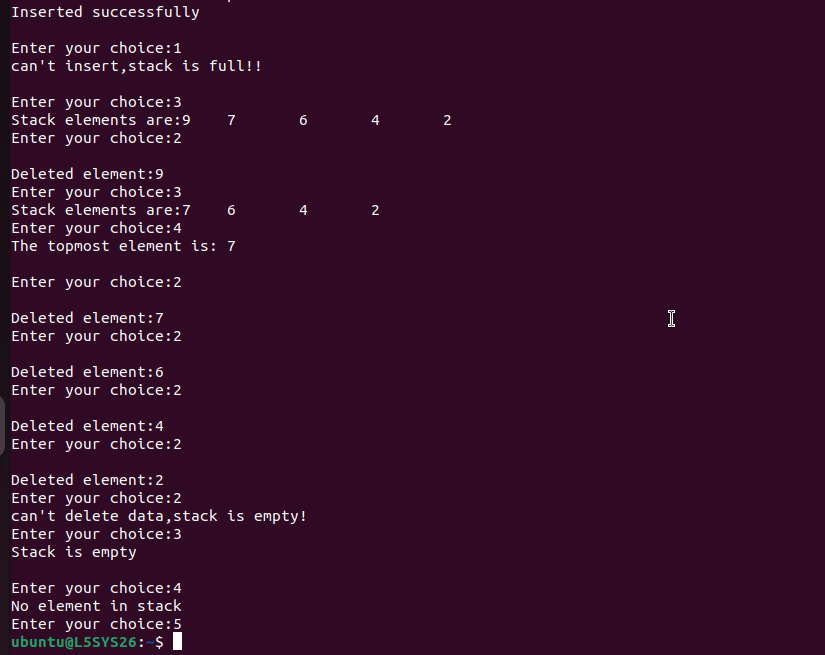 Inserted successfully
Enter your choice:1
can't insert,stack is full!!
Enter your choice:3
Stack elements are:9 7 6 4 2
Enter your choice:2
Deleted element:9
Enter your choice:3
Stack elements are:7 6 4 2
Enter your choice:4
The topmost element is: 7
Enter your choice:2
Deleted element:7
Enter your choice:2
Deleted element:6
Enter your choice:2
Deleted element:4
Enter your choice:2
Deleted element:2
Enter your choice:2
can't delete data,stack is empty!
Enter your choice:3
Stack is empty
Enter your choice:4
No element in stack
Enter your choice:5
ubuntu@L5SYS26:~$